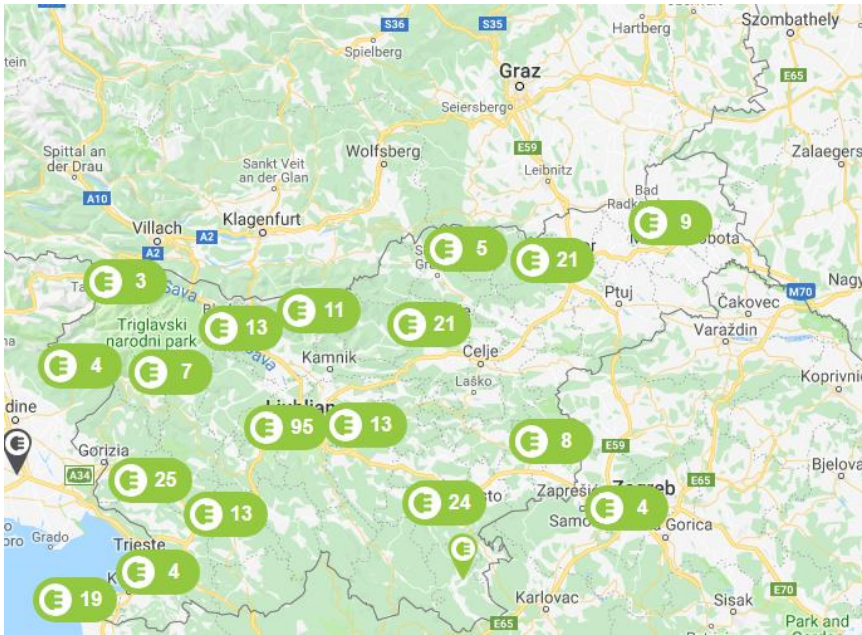 S36
S35
Hartberg
Szombathely
Spielberg
Graz
E65
Seiersberg
Wolfsberg
E59
Zalaegers
Spittal an
der Drau
Sankt Veit
an der Glan
Leibnitz
Bad
A10
Villach
A2
Klagenfurt
A2
9
5
21
3
11
13
21
Ptuj
M70
Nagy
Čakovec
Triglavski
narodni park
Varaždin
4
7
Kamnik
Celje
Laško
Koprivnic
dine
95
13
8
E59
Gorizia
A34
Bjelova
25
24
sto
Zaprešić
Zagreb
E65
13
4
Samo
Gorica
Grado
Trieste
4
19
Karlovac
Sisak
E70
E65
Park and